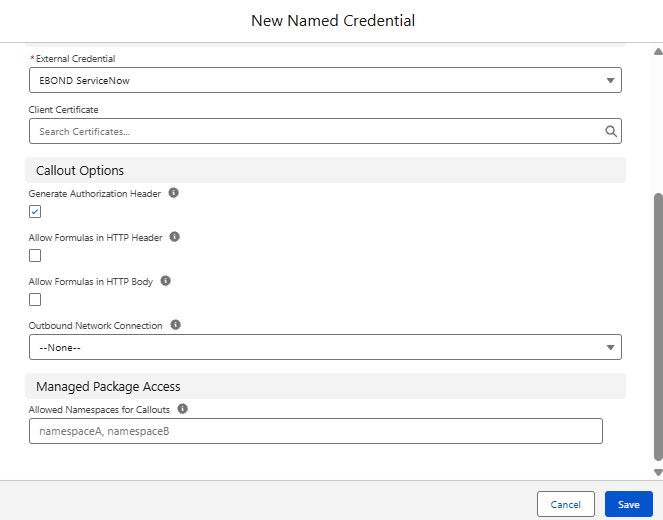 New Named Credential
*External Credential
EBOND ServiceNow
Client Certificate
Search Certificates...
Callout Options
Generate Authorization Header
Allow Formulas in HTTP Header
Allow Formulas in HTTP Body
Outbound Network Connection
--None--
Managed Package Access
Allowed Namespaces for Callouts
namespaceA, namespaceB
Cancel Save